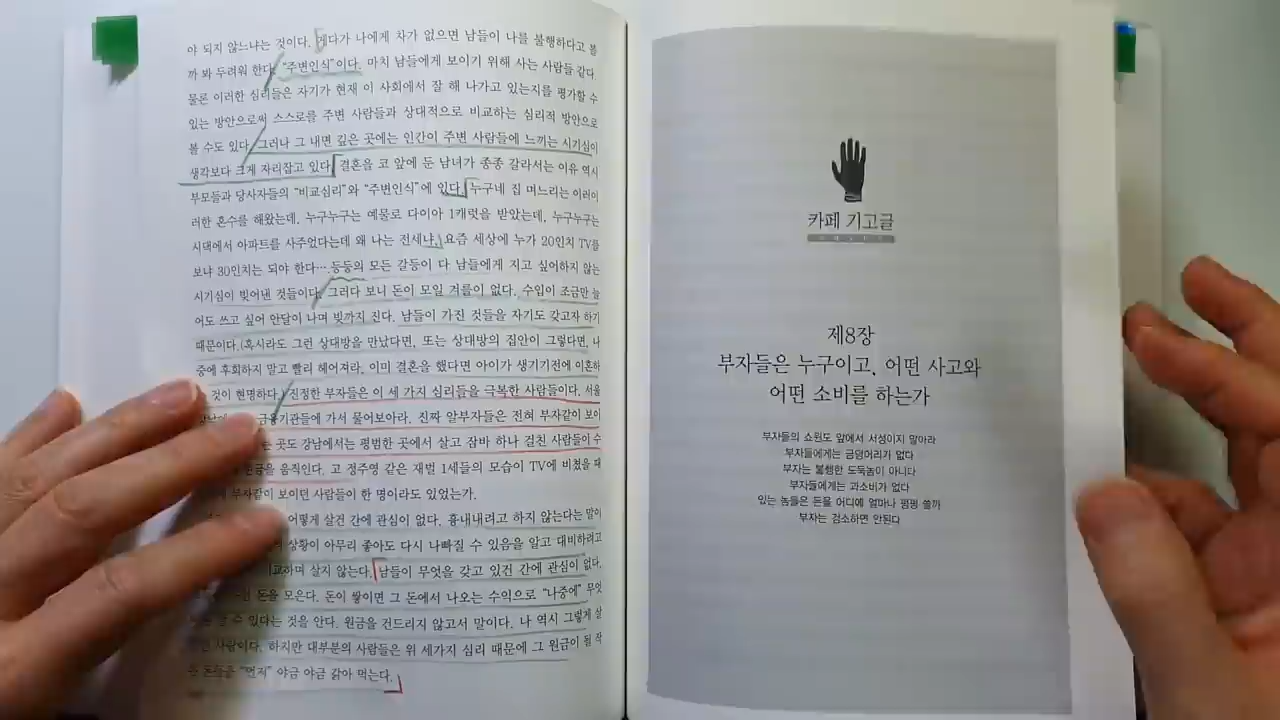 야 되지 않느냐는 것이다. 게다가 나에게 차가 없으면 남들이 나를 불행하다고 볼
까 봐 두려워 한다. “주변인식”이다. 마치 남들에게 보이기 위해 사는 사람들 같다.
물론 이러한 심리들은 자기가 현재 이 사회에서 잘 해 나가고 있는지를 평가할 수
있는 방안으로써 스스로를 주변 사람들과 상대적으로 비교하는 심리적 방안으로
볼 수도 있다. 그러나 그 내면 깊은 곳에는 인간이 주변 사람들에 느끼는 시기심이
생각보다 크게 자리잡고 있다. 결혼을 코 앞에 둔 남녀가 종종 갈라서는 이유 역시
부모들과 당사자들의 “비교심리”와 “주변인식”에 있다. 누구네 집 며느리는 이러이
러한 혼수를 해왔는데, 누구누구는 예물로 다이아 1캐럿을 받았는데, 누구누구는
시댁에서 아파트를 사주었다는데 왜 나는 전세냐, 요즘 세상에 누가 20인치 TV를
보냐 30인치는 되야 한다… 등등의 모든 갈등이 다 남들에게 지고 싶어하지 않는
시기심이 빚어낸 것들이다. 그러다 보니 돈이 모일 겨를이 없다. 수입이 조금만 늘
어도 쓰고 싶어 안달이 나며 빚까지 진다. 남들이 가진 것들을 자기도 갖고자 하기
때문이다.(혹시라도 그런 상대방을 만났다면, 또는 상대방의 집안이 그렇다면, 나
중에 후회하지 말고 빨리 헤어져라. 이미 결혼을 했다면 아이가 생기기전에 이혼하
것이 현명하다.) 진정한 부자들은 이 세 가지 심리들을 극복한 사람들이다. 서울
금융기관들에 가서 물어보아라. 진짜 알부자들은 전혀 부자같이 보이
곳도 강남에서는 평범한 곳에서 살고 잠바 하나 걸친 사람들이 수
현금을 움직인다. 고 정주영 같은 재벌 1세들의 모습이 TV에 비쳤을 때
부자같이 보이던 사람들이 한 명이라도 있었는가.
어떻게 살건 간에 관심이 없다. 흉내내려고 하지 않는다는 말이
상황이 아무리 좋아도 다시 나빠질 수 있음을 알고 대비하려고
비교하며 살지 않는다. 남들이 무엇을 갖고 있건 간에 관심이 없다.
돈을 모은다. 돈이 쌓이면 그 돈에서 나오는 수익으로 “나중에” 무엇
수 있다는 것을 안다. 원금을 건드리지 않고서 말이다. 나 역시 그렇게 살
사람이다. 하지만 대부분의 사람들은 위 세가지 심리 때문에 그 원금이 될 작
돈들을 “먼저” 야금 야금 갉아 먹는다.
카페 기고글
제8장
부자들은 누구이고, 어떤 사고와
어떤 소비를 하는가
부자들의 쇼윈도 앞에서 서성이지 말아라
부자들에게는 금덩어리가 없다
부자는 불행한 도둑놈이 아니다
부자들에게는 과소비가 없다
있는 놈들은 돈을 어디에 얼마나 펑펑 쓸까
부자는 검소하면 안된다